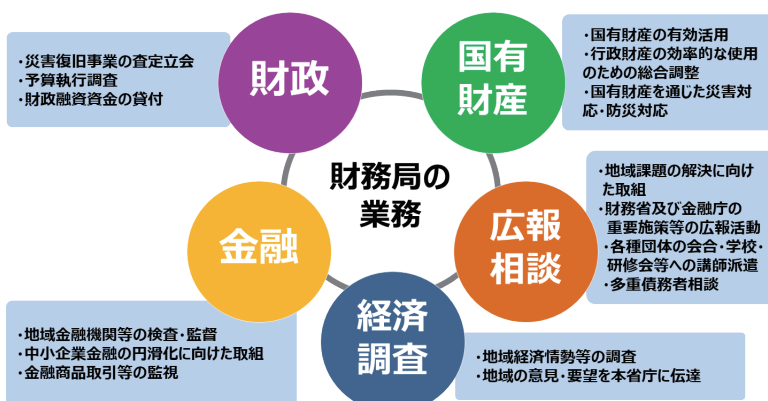 財政
・災害復旧事業の査定立会
・予算執行調査
・財政融資資金の貸付
国有
財産
・国有財産の有効活用
・行政財産の効率的な使用
のための総合調整
・国有財産を通じた災害対
応・防災対応
財務局の
業務
広報
相談
・地域課題の解決に向け
た取組
・財務省及び金融庁の
重要施策等の広報活動
・各種団体の会合・学校・
研修会等への講師派遣
・多重債務者相談
金融
・地域金融機関等の検査・監督
・中小企業金融の円滑化に向けた取組
・金融商品取引等の監視
経済
調査
・地域経済情勢等の調査
・地域の意見・要望を本省庁に伝達